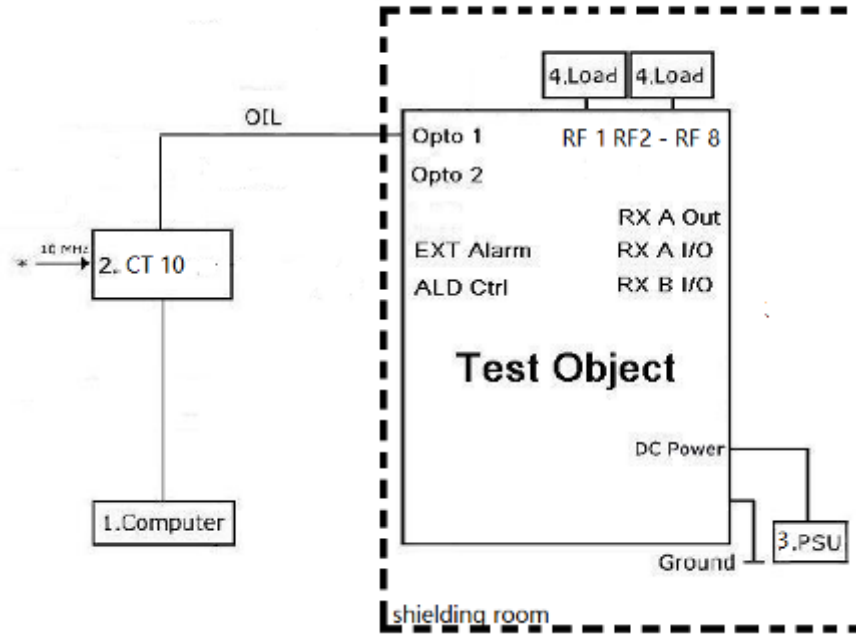 4.Load 4.Load
OIL
Opto 1 RF 1 RF2 - RF 8
Opto 2
RX A Out
* 10 MHz 2. CT 10
EXT Alarm RX A I/O
ALD Ctrl RX B I/O
Test Object
DC Power
1.Computer
3.PSU
Ground
shielding room